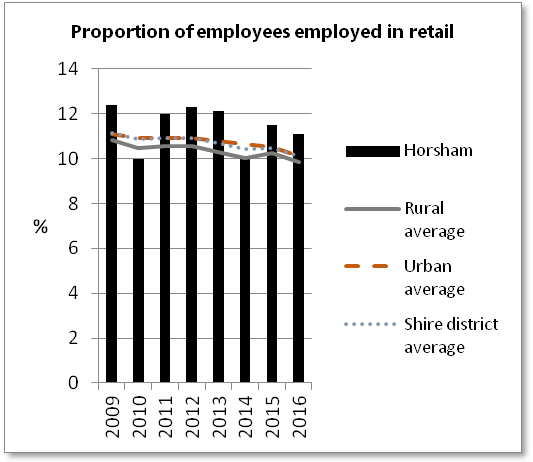 Proportion of employees employed in retail
14
12
10
8
6
4
2
0
%
2009
2010
2011
2012
2013
2014
2015
2016
Horsham
Rural
average
Urban
average
Shire district
average